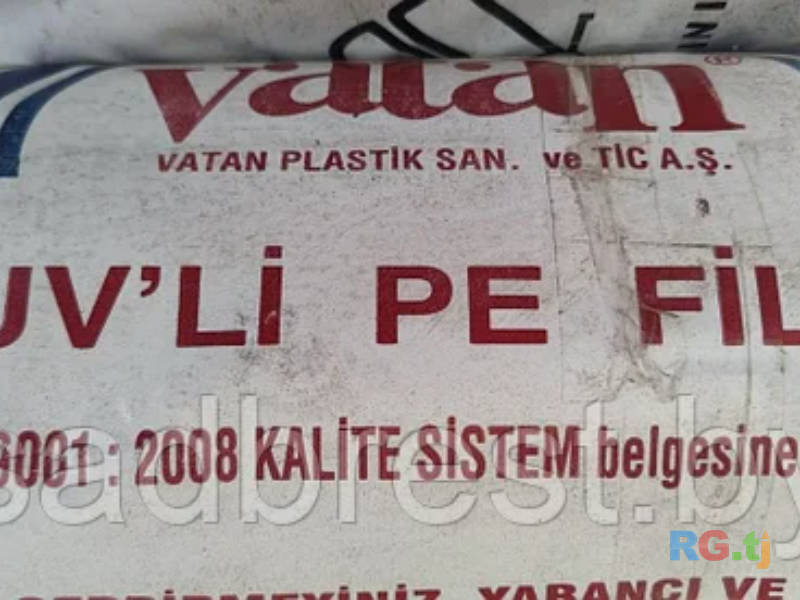 vatan®
VATAN PLASTİK SAN. ve TİC A.Ş.
UV'Lİ PE FİL
9001 : 2008 KALİTE SİSTEM belgesine
sadbrest.by
RG.tj
YABANCI VE